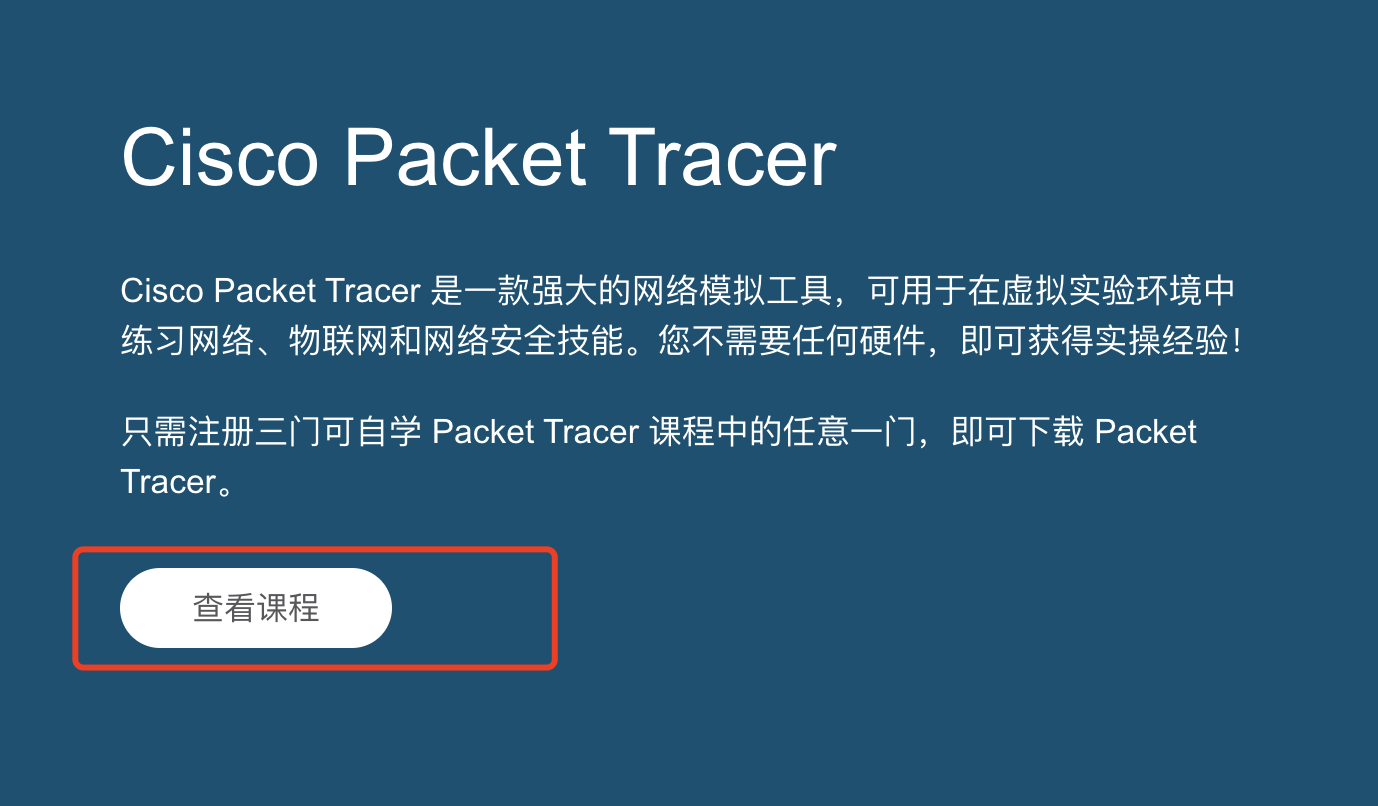 Cisco Packet Tracer
Cisco Packet Tracer 是一款强大的网络模拟工具，可用于在虚拟实验环境中
练习网络、物联网和网络安全技能。您不需要任何硬件，即可获得实操经验！
只需注册三门可自学 Packet Tracer 课程中的任意一门，即可下载 Packet
Tracer。
查看课程